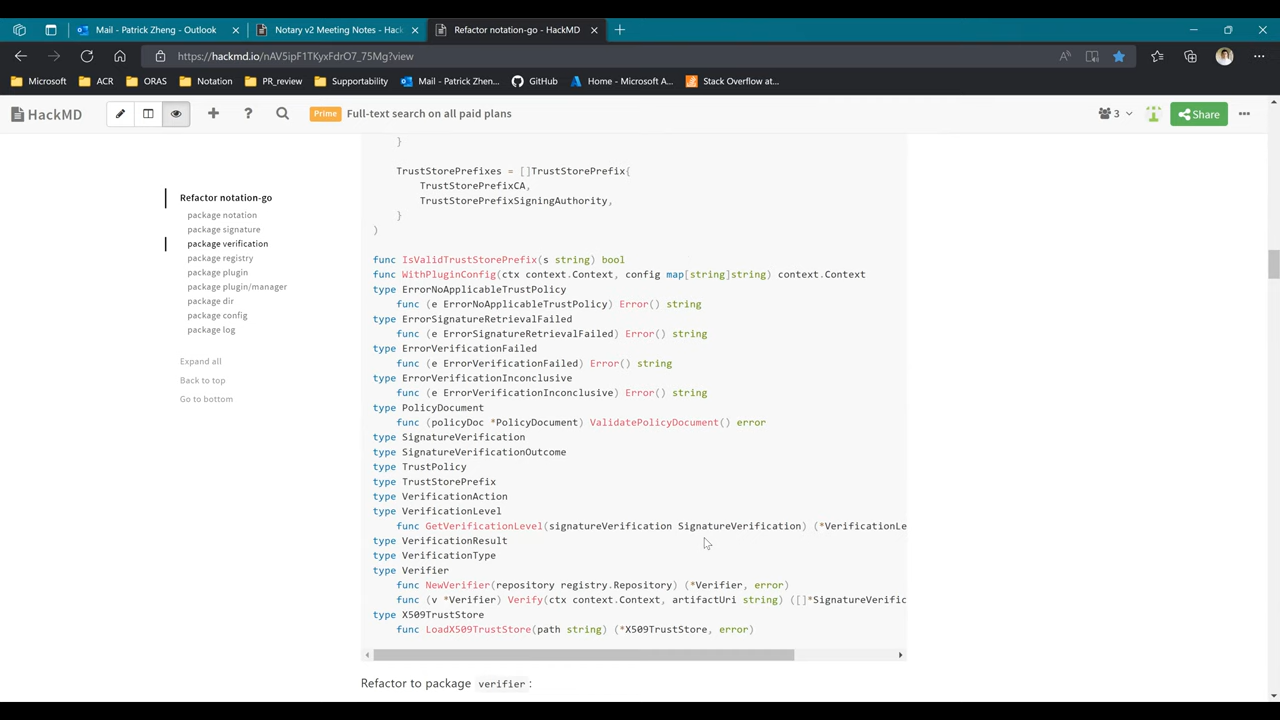 Mail - Patrick Zheng - Outlook
Notary v2 Meeting Notes - Hack
Refactor notation-go - HackMD
https://hackmd.io/nAV5ipF1TKyxFdrO7_75Mg?view
Microsoft
ACR
ORAS
Notation
PR_review
Supportability
Mail - Patrick Zhen...
GitHub
Home - Microsoft A...
Stack Overflow at...
HackMD
Prime
Full-text search on all paid plans
3
Share
Refactor notation-go
package notation
package signature
package verification
package registry
package plugin
package plugin/manager
package dir
package config
package log
Expand all
Back to top
Go to bottom
}
TrustStorePrefixes = []TrustStorePrefix{
TrustStorePrefixCA,
TrustStorePrefixSigningAuthority,
}
)
func IsValidTrustStorePrefix(s string) bool
func WithPluginConfig(ctx context.Context, config map[string]string) context.Context
type ErrorNoApplicableTrustPolicy
func (e ErrorNoApplicableTrustPolicy) Error() string
type ErrorSignatureRetrievalFailed
func (e ErrorSignatureRetrievalFailed) Error() string
type ErrorVerificationFailed
func (e ErrorVerificationFailed) Error() string
type ErrorVerificationInconclusive
func (e ErrorVerificationInconclusive) Error() string
type PolicyDocument
func (policyDoc *PolicyDocument) ValidatePolicyDocument() error
type SignatureVerification
type SignatureVerificationOutcome
type TrustPolicy
type TrustStorePrefix
type VerificationAction
type VerificationLevel
func GetVerificationLevel(signatureVerification SignatureVerification) (*VerificationLe
type VerificationResult
type VerificationType
type Verifier
func NewVerifier(repository registry.Repository) (*Verifier, error)
func (v *Verifier) Verify(ctx context.Context, artifactUri string) ([]*SignatureVerific
type X509TrustStore
func LoadX509TrustStore(path string) (*X509TrustStore, error)
Refactor to package verifier: